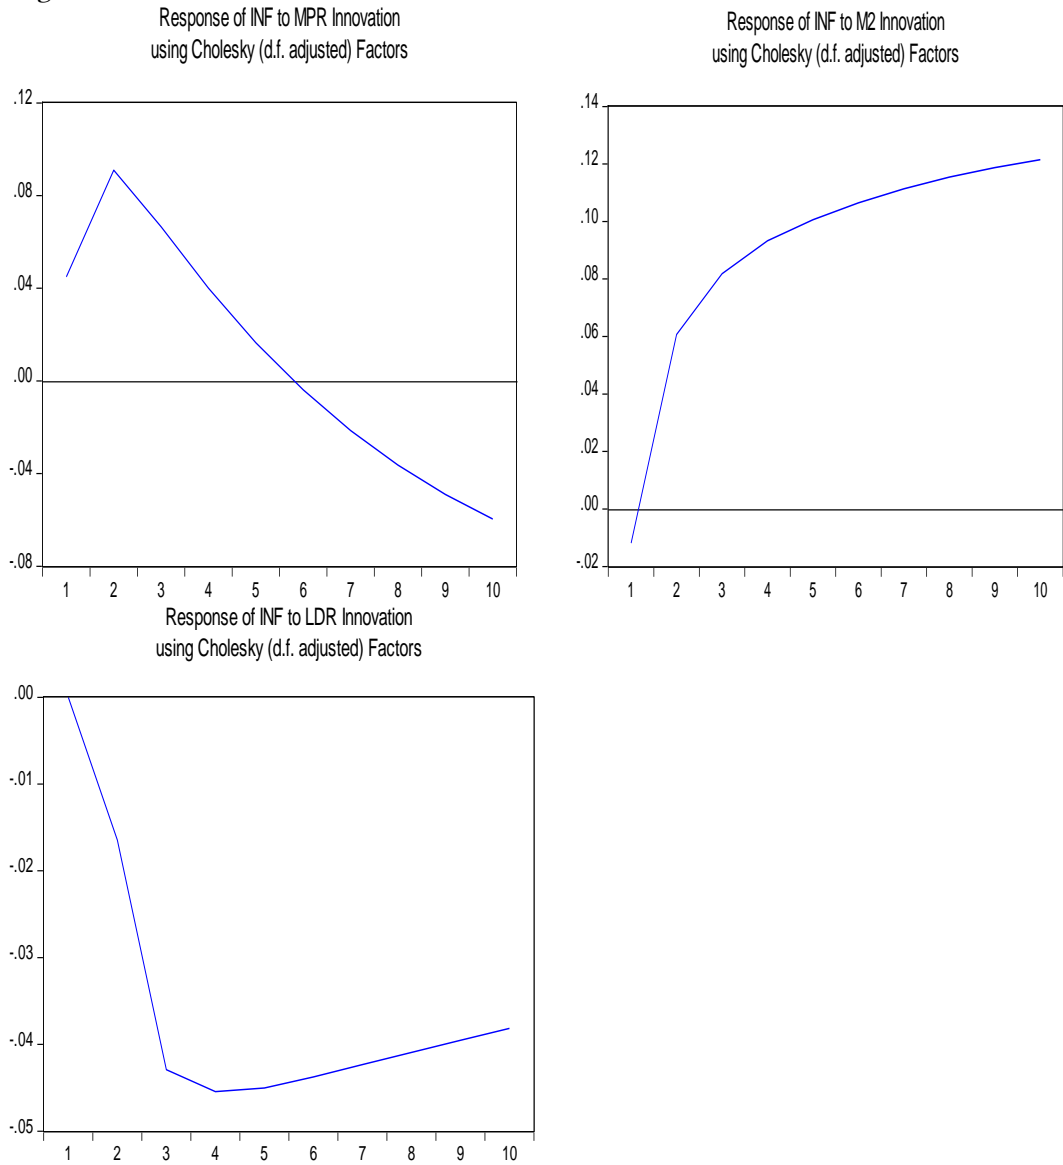 Response of INF to MPR Innovation
using Cholesky (d.f. adjusted) Factors
.12
.08
.04
.00
-.04
-.08
1 2 3 4 5 6 7 8 9 10
Response of INF to M2 Innovation
using Cholesky (d.f. adjusted) Factors
.14
.12
.10
.08
.06
.04
.02
.00
-.02
1 2 3 4 5 6 7 8 9 10
Response of INF to LDR Innovation
using Cholesky (d.f. adjusted) Factors
.00
-.01
-.02
-.03
-.04
-.05
1 2 3 4 5 6 7 8 9 10